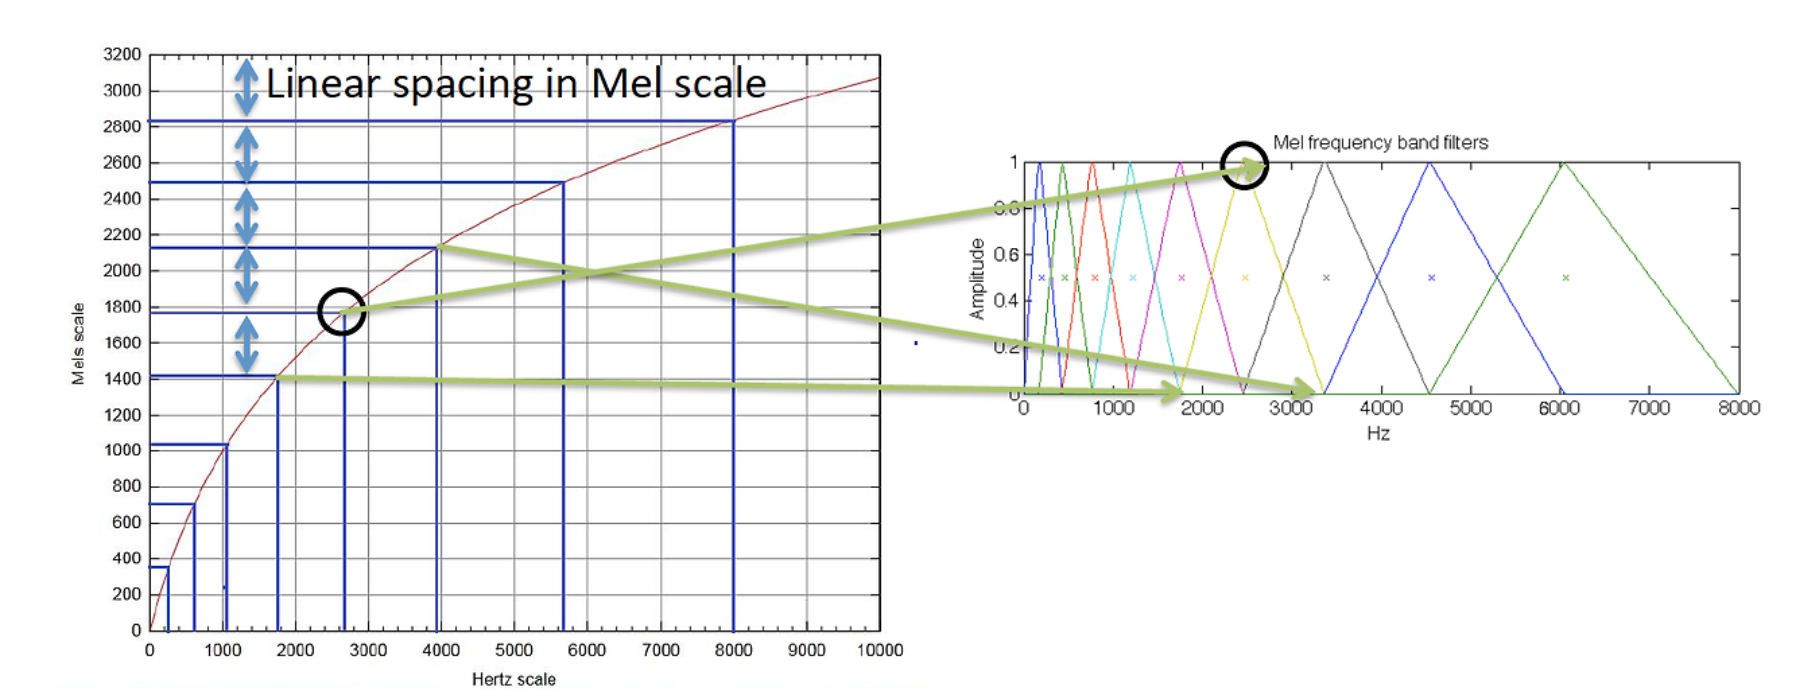 Linear spacing in Mel scale
3200
3000
2800
2600
2400
2200
2000
1800
1600
1400
1200
1000
800
600
400
200
0
Mels scale
0 1000 2000 3000 4000 5000 6000 7000 8000 9000 10000
Hertz scale
Mel frequency band filters
1
0.8
0.6
0.4
0.2
0
Amplitude
0 1000 2000 3000 4000 5000 6000 7000 8000
Hz